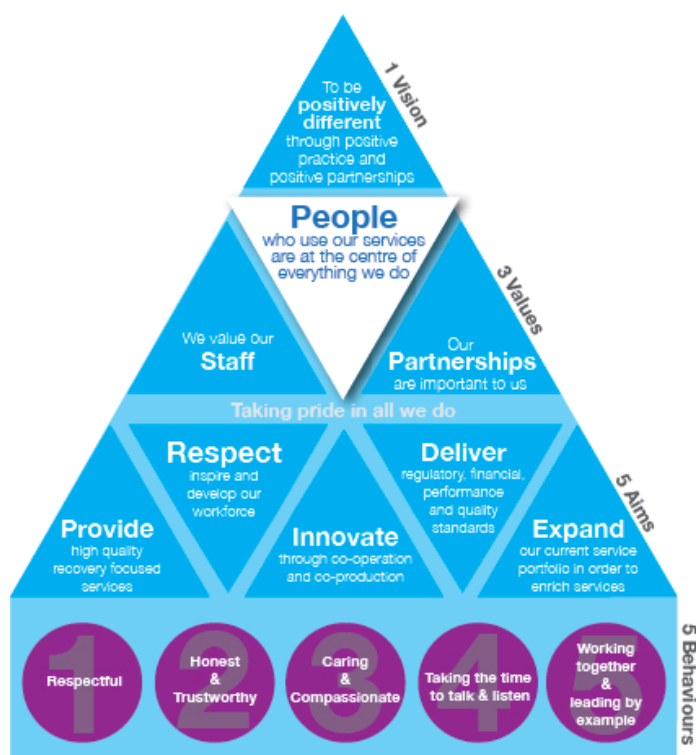 To be
positively
different
through positive
practice and
positive partnerships
1 Vision
People
who use our services
are at the centre of
everything we do
3 Values
We value our
Staff
Our
Partnerships
are important to us
Taking pride in all we do
Provide
high quality
recovery focused
services
Respect
inspire and
develop our
workforce
Innovate
through co-operation
and co-production
Deliver
regulatory, financial,
performance
and quality
standards
Expand
our current service
portfolio in order to
enrich services
5 Aims
1
Respectful
2
Honest
&
Trustworthy
3
Caring
&
Compassionate
4
Taking the time
to talk & listen
5
Working
together
&
leading by
example
5 Behaviours